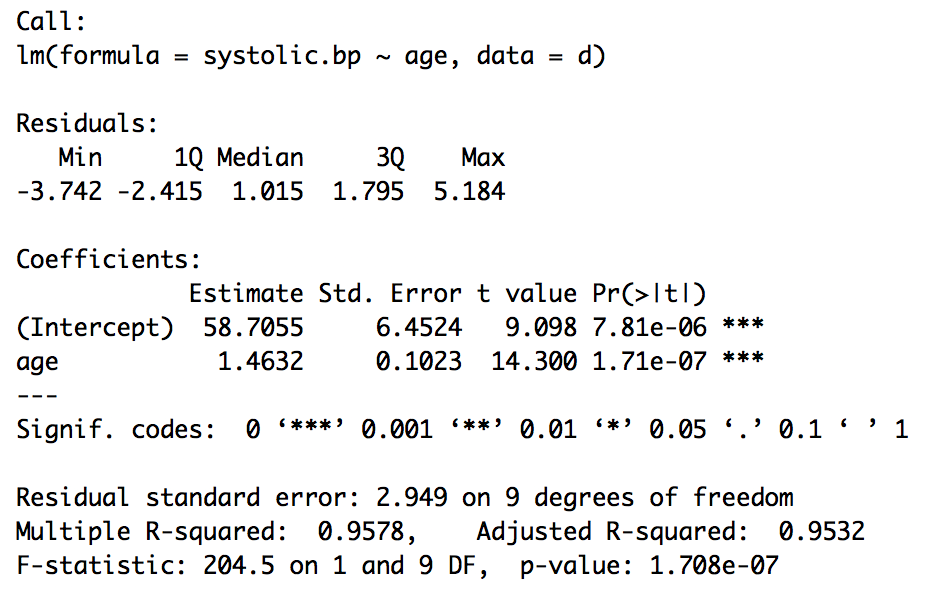 Call:
lm(formula = systolic.bp ~ age, data = d)
Residuals:
Min 1Q Median 3Q Max
-3.742 -2.415 1.015 1.795 5.184
Coefficients:
Estimate Std. Error t value Pr(>|t|)
(Intercept) 58.7055 6.4524 9.098 7.81e-06 ***
age 1.4632 0.1023 14.300 1.71e-07 ***
---
Signif. codes: 0 ‘***’ 0.001 ‘**’ 0.01 ‘*’ 0.05 ‘.’ 0.1 ‘ ’ 1
Residual standard error: 2.949 on 9 degrees of freedom
Multiple R-squared: 0.9578, Adjusted R-squared: 0.9532
F-statistic: 204.5 on 1 and 9 DF, p-value: 1.708e-07